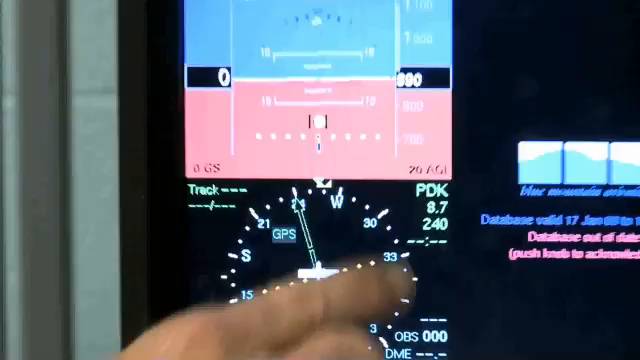 1100
1000
10 10
0 890
10 10
800
700
0 GS 20 AGL
Track --- PDK
---/-- 8.7
240
--:--
24 W
21 30
GPS
S 33
15
3
OBS 000
DME --.--
blue mountain
Database valid 17 Jan
Database out of date
(push knob to